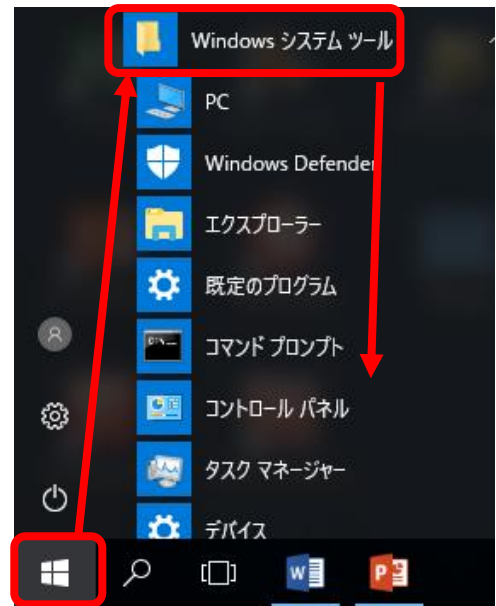 Windows システム ツール
PC
Windows Defender
エクスプローラー
既定のプログラム
コマンド プロンプト
コントロール パネル
タスク マネージャー
デバイス